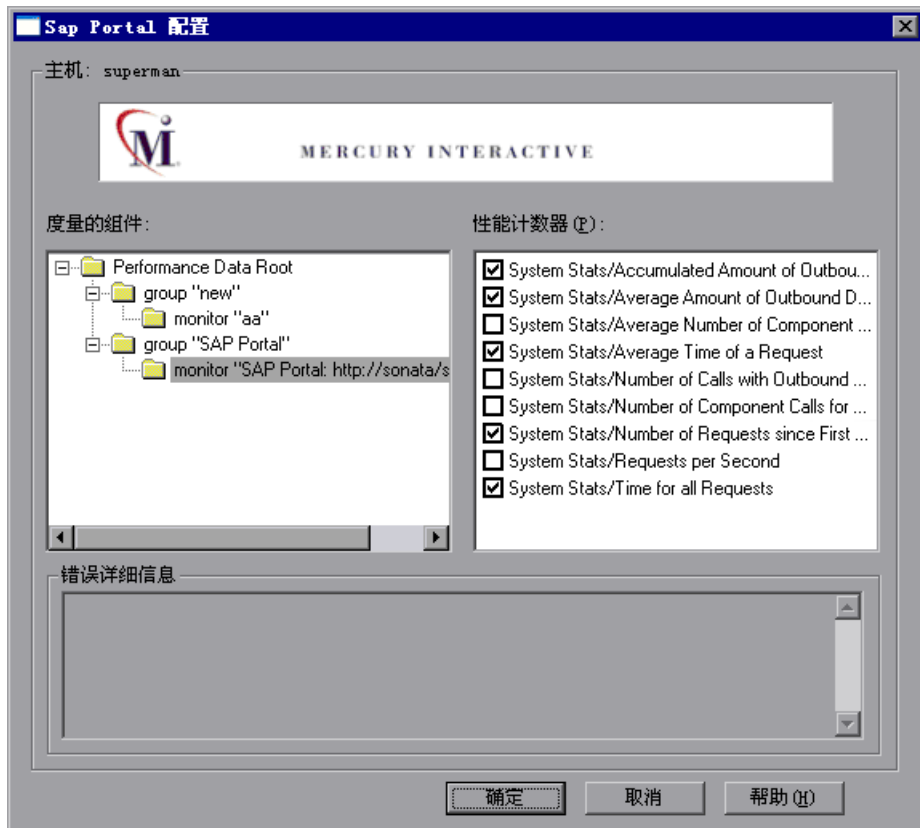 Sap Portal 配置
主机: superman
M
MERCURY INTERACTIVE
度量的组件:
性能计数器(P):
Performance Data Root
group "new"
monitor "aa"
group "SAP Portal"
monitor "SAP Portal: http://sonata/s
System Stats/Accumulated Amount of Outbou...
System Stats/Average Amount of Outbound D...
System Stats/Average Number of Component ...
System Stats/Average Time of a Request
System Stats/Number of Calls with Outbound ...
System Stats/Number of Component Calls for ...
System Stats/Number of Requests since First ...
System Stats/Requests per Second
System Stats/Time for all Requests
错误详细信息
确定
取消
帮助(H)